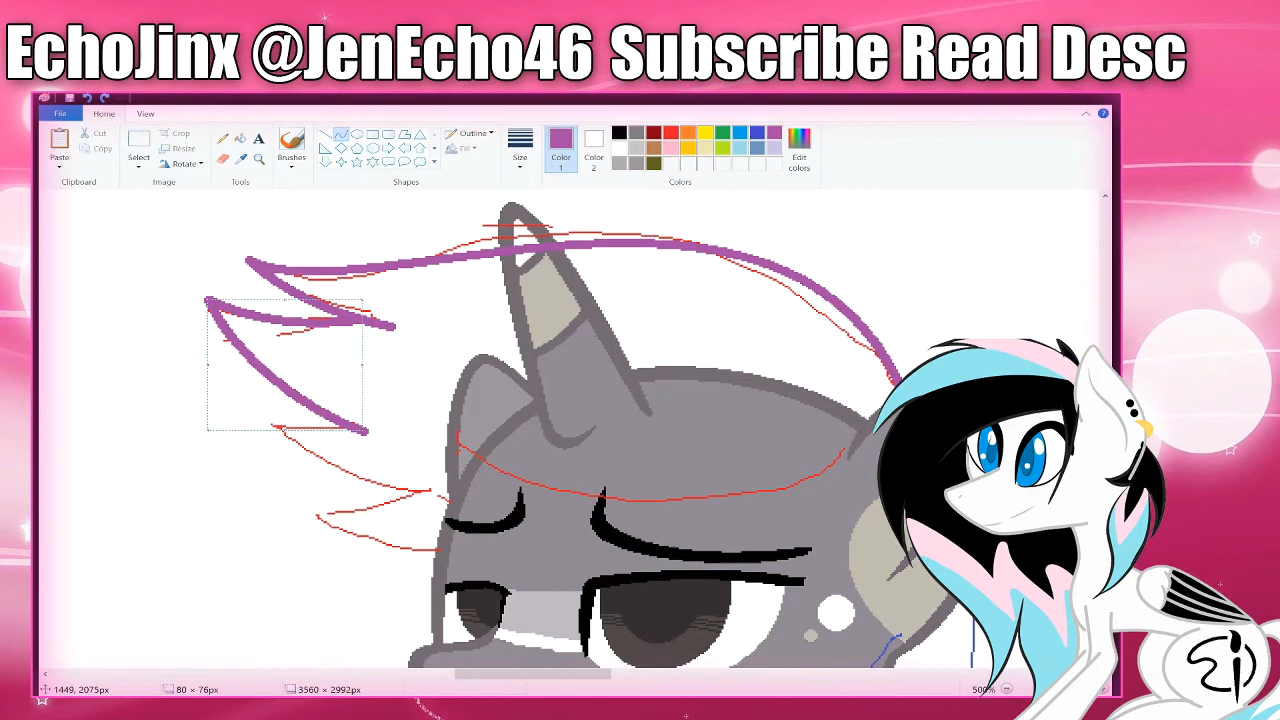 EchoJinx @JenEcho46 Subscribe Read Desc
File Home View
Paste
Cut
Copy
Clipboard
Select
Crop
Resize
Rotate
Image
A
Tools
Brushes
Shapes
Outline
Fill
Size
Color 1
Color 2
Edit colors
Colors
1449, 2075px 80 × 76px 3560 × 2992px 500%